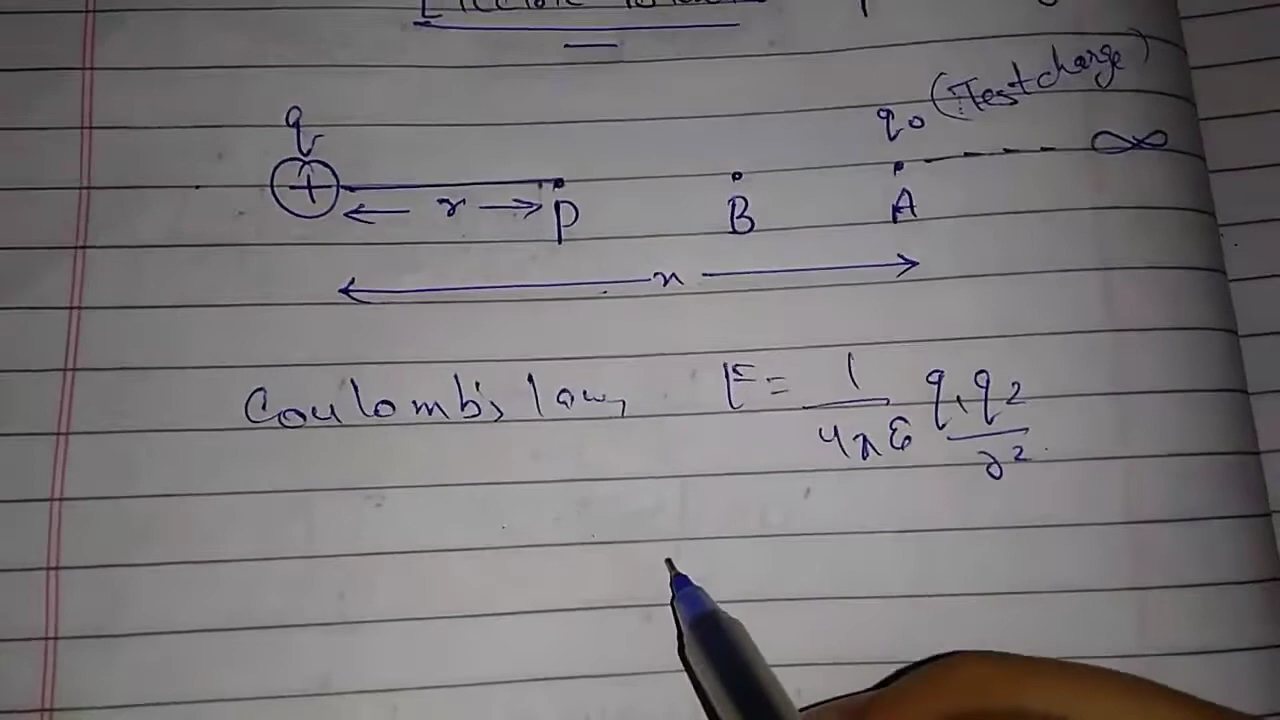 q
q₀ (Test charge)
+ ∞
r P B A
x
Coulomb's law, F = 1/4πε q₁q₂/r²